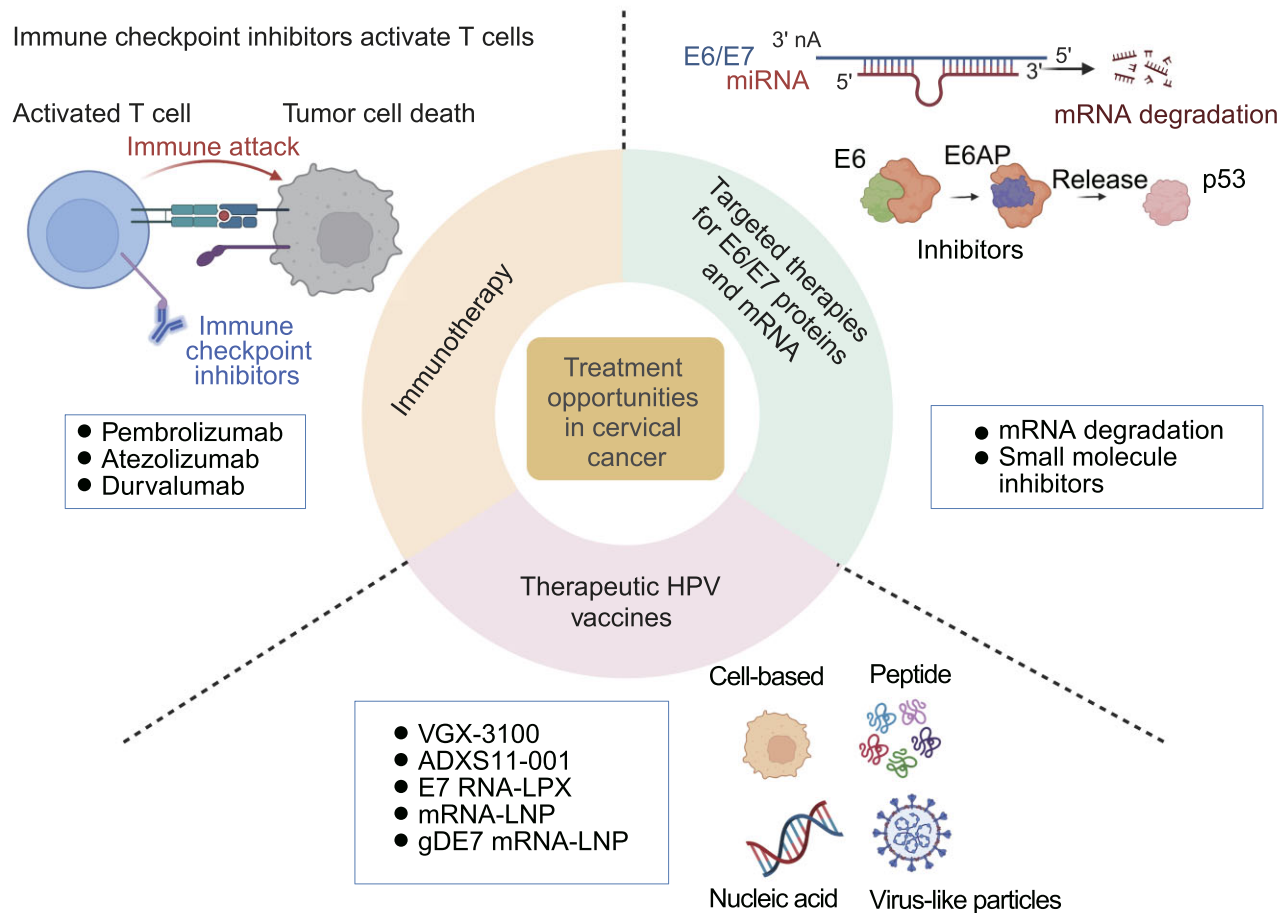 Immune checkpoint inhibitors activate T cells
Activated T cell
Tumor cell death
Immune attack
Immune
checkpoint
inhibitors
● Pembrolizumab
● Atezolizumab
● Durvalumab
E6/E7
3' nA
5'
miRNA
5'
3'
mRNA degradation
E6
E6AP
Release
p53
Inhibitors
● mRNA degradation
● Small molecule
inhibitors
Immunotherapy
Targeted therapies
for E6/E7 proteins
and mRNA
Treatment
opportunities
in cervical
cancer
Therapeutic HPV
vaccines
● VGX-3100
● ADXS11-001
● E7 RNA-LPX
● mRNA-LNP
● gDE7 mRNA-LNP
Cell-based
Peptide
Nucleic acid
Virus-like particles